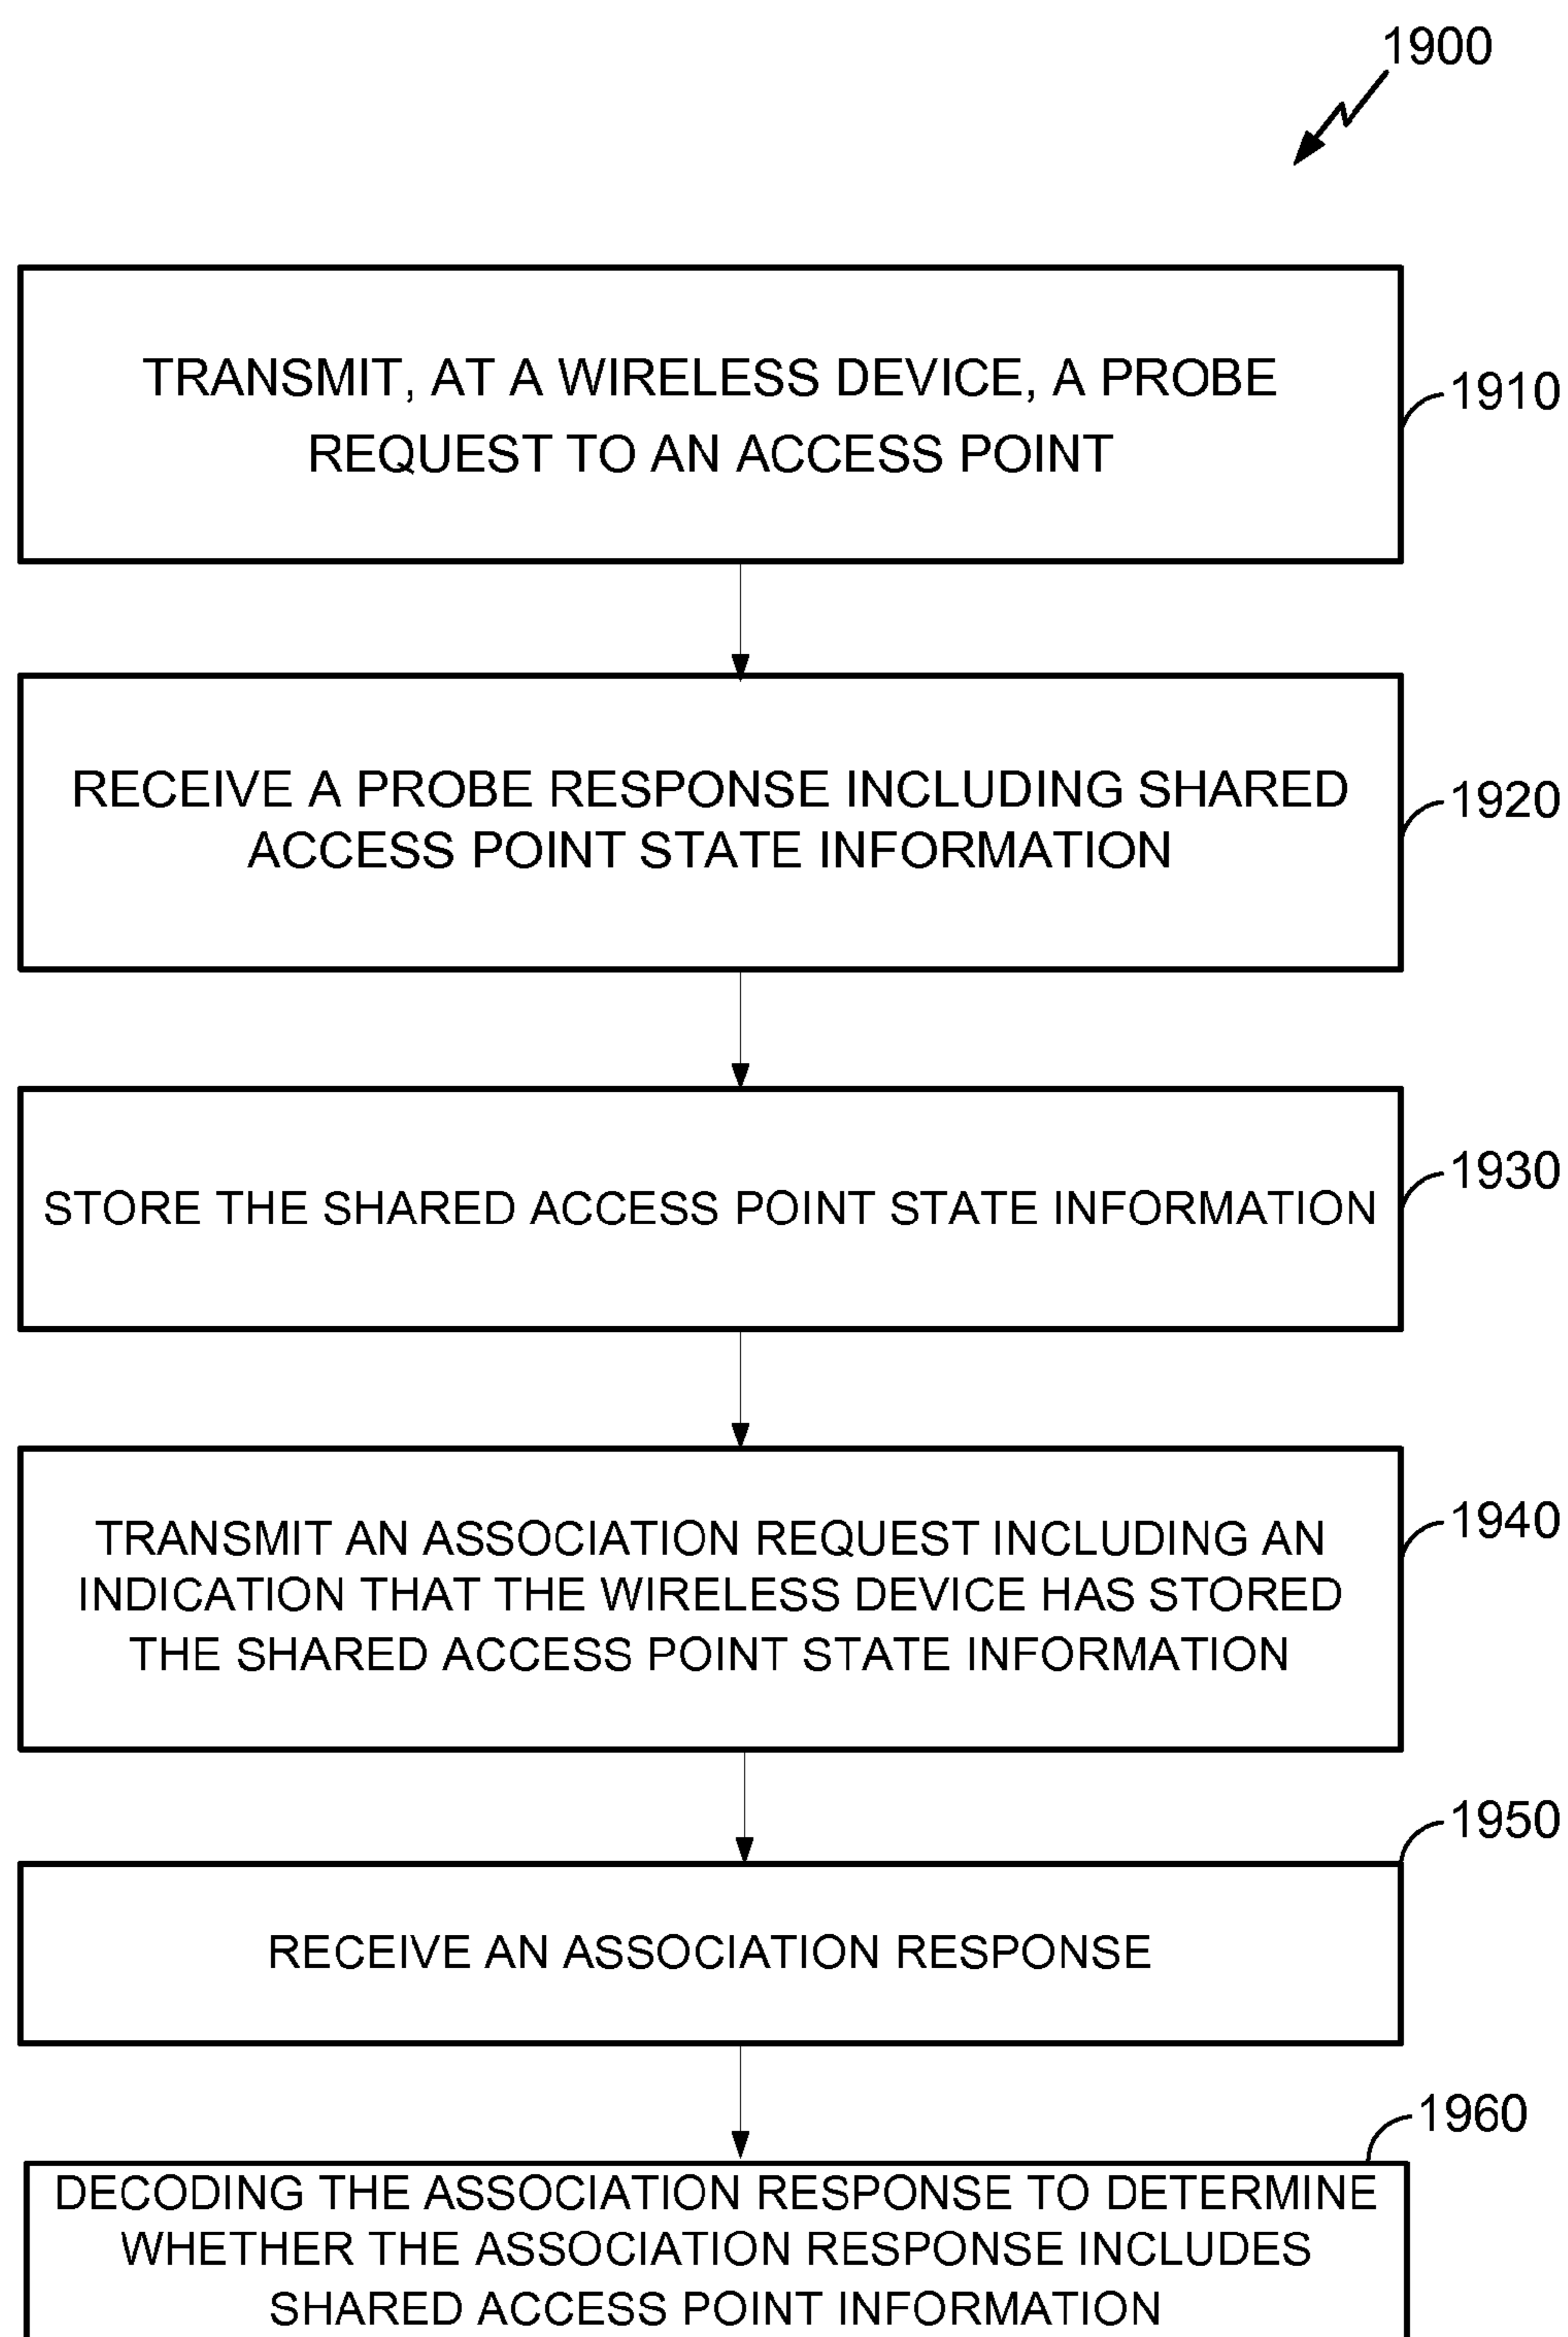 1900
TRANSMIT, AT A WIRELESS DEVICE, A PROBE
REQUEST TO AN ACCESS POINT
1910
RECEIVE A PROBE RESPONSE INCLUDING SHARED
ACCESS POINT STATE INFORMATION
1920
STORE THE SHARED ACCESS POINT STATE INFORMATION
1930
TRANSMIT AN ASSOCIATION REQUEST INCLUDING AN
INDICATION THAT THE WIRELESS DEVICE HAS STORED
THE SHARED ACCESS POINT STATE INFORMATION
1940
1950
RECEIVE AN ASSOCIATION RESPONSE
1960
DECODING THE ASSOCIATION RESPONSE TO DETERMINE
WHETHER THE ASSOCIATION RESPONSE INCLUDES
SHARED ACCESS POINT INFORMATION